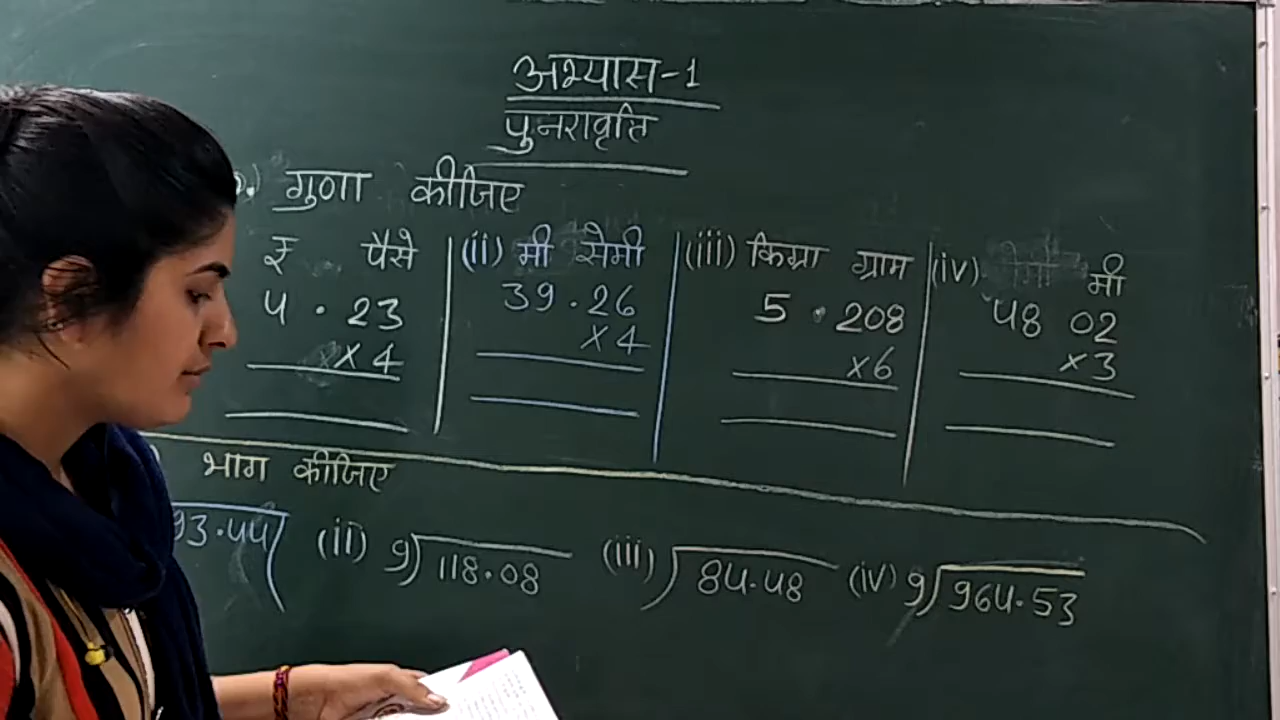 अभ्यास-1
पुनरावृत्ति
गुणा कीजिए
₹ पैसे
4.23
×4
(ii) मी सेमी
39.26
×4
(iii) किग्रा ग्राम
5.208
×6
(iv) मी
48 02
×3
भाग कीजिए
93.44
(ii) 9)118.08
(iii) )84.48
(iv) 9)964.53